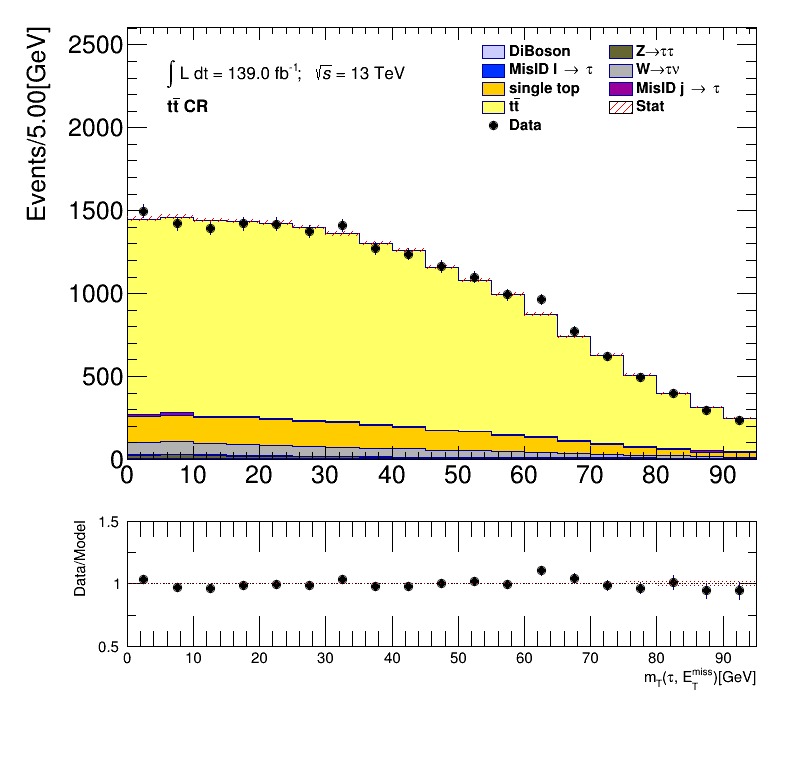 Events/5.00[GeV]
2500
2000
1500
1000
500
0
∫ L dt = 139.0 fb⁻¹; √s = 13 TeV
tt̄ CR
DiBoson
Z→ττ
MisID l → τ
W→τν
single top
MisID j → τ
tt̄
Stat
Data
0 10 20 30 40 50 60 70 80 90
Data/Model
1.5
1
0.5
0 10 20 30 40 50 60 70 80 90
m_T(τ, E_T^miss)[GeV]